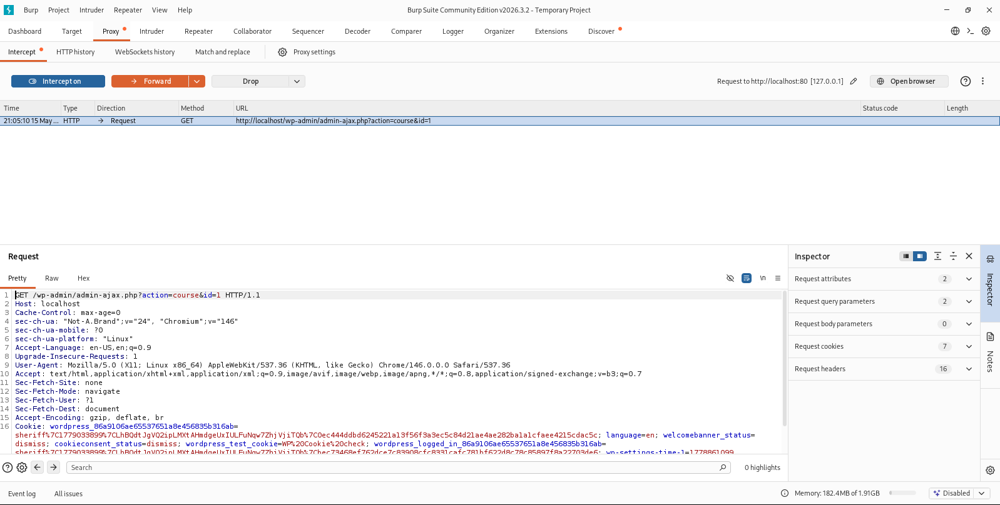 Burp Project Intruder Repeater View Help Burp Suite Community Edition v2026.3.2 - Temporary Project
Dashboard Target Proxy Intruder Repeater Collaborator Sequencer Decoder Comparer Logger Organizer Extensions Discover
Intercept HTTP history WebSockets history Match and replace Proxy settings
Intercept on Forward Drop Request to http://localhost:80 [127.0.0.1] Open browser
Time Type Direction Method URL Status code Length
21:05:10 15 May... HTTP Request GET http://localhost/wp-admin/admin-ajax.php?action=course&id=1
Request
Pretty Raw Hex \n
1 GET /wp-admin/admin-ajax.php?action=course&id=1 HTTP/1.1
2 Host: localhost
3 Cache-Control: max-age=0
4 sec-ch-ua: "Not-A.Brand";v="24", "Chromium";v="146"
5 sec-ch-ua-mobile: ?0
6 sec-ch-ua-platform: "Linux"
7 Accept-Language: en-US,en;q=0.9
8 Upgrade-Insecure-Requests: 1
9 User-Agent: Mozilla/5.0 (X11; Linux x86_64) AppleWebKit/537.36 (KHTML, like Gecko) Chrome/146.0.0.0 Safari/537.36
10 Accept: text/html,application/xhtml+xml,application/xml;q=0.9,image/avif,image/webp,image/apng,*/*;q=0.8,application/signed-exchange;v=b3;q=0.7
11 Sec-Fetch-Site: none
12 Sec-Fetch-Mode: navigate
13 Sec-Fetch-User: ?1
14 Sec-Fetch-Dest: document
15 Accept-Encoding: gzip, deflate, br
16 Cookie: wordpress_86a9106ae65537651a8e456835b316ab=
sheriff%7C1779033899%7CLhBQdtJgVQ2ipLMXtAHmdgeUxIULFuNqw7ZhjVjiTQb%7C0ec444ddbd6245221a13f56f3a3ec5c84d21ae4ae282ba1a1cfaee4215cdac5c; language=en; welcomebanner_status=
dismiss; cookieconsent_status=dismiss; wordpress_test_cookie=WP%20Cookie%20check; wordpress_logged_in_86a9106ae65537651a8e456835b316ab=
sheriff%7C1779033899%7CLhBQdtJgVQ2ipLMXtAHmdgeUxIULFuNqw7ZhjVjiTQb%7Chec73468ef762dce7c83908cfc8331cafc781bf622d8c78c85897f8a22703de6; wp-settings-time-1=1778861099
Search 0 highlights
Inspector
Request attributes 2
Request query parameters 2
Request body parameters 0
Request cookies 7
Request headers 16
Inspector
Notes
Event log All issues Memory: 182.4MB of 1.91GB Disabled